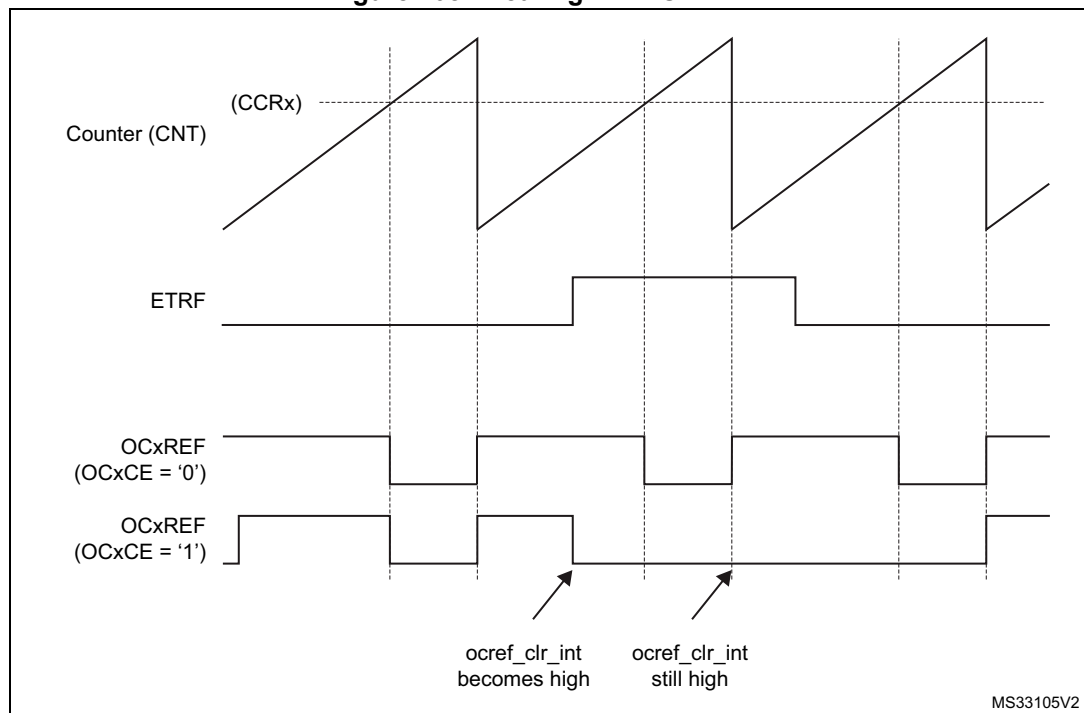 (CCRx)
Counter (CNT)
ETRF
OCxREF
(OCxCE = ‘0’)
OCxREF
(OCxCE = ‘1’)
ocref_clr_int
becomes high
ocref_clr_int
still high
MS33105V2